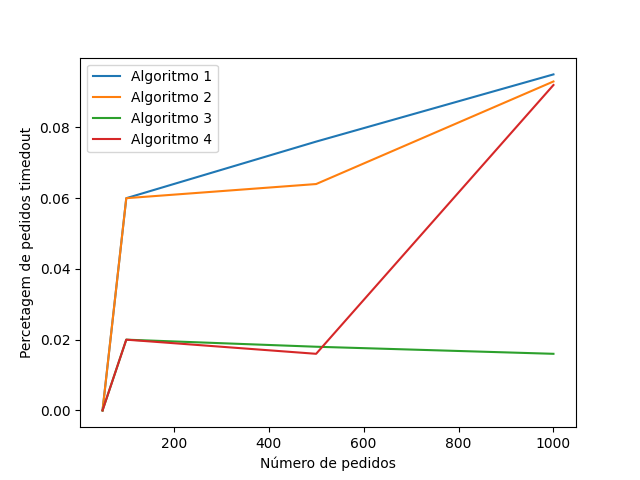 Algoritmo 1
Algoritmo 2
Algoritmo 3
Algoritmo 4
Percetagem de pedidos timedout
0.08
0.06
0.04
0.02
0.00
200 400 600 800 1000
Número de pedidos